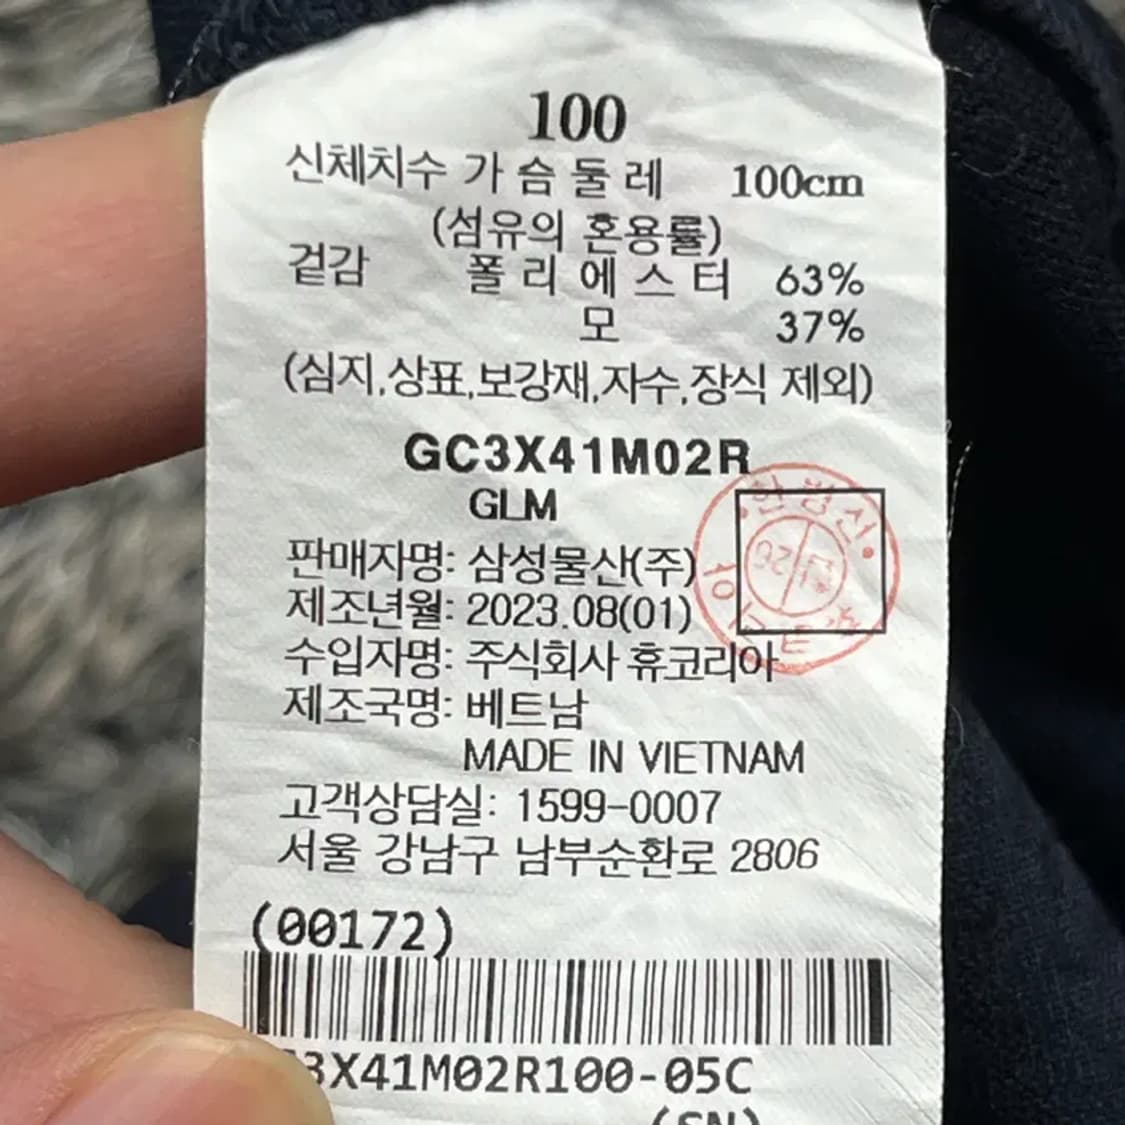 100
신체치수 가슴둘레 100cm
(섬유의 혼용률)
겉감 폴리에스터 63%
모 37%
(심지,상표,보강재,자수,장식 제외)
GC3X41M02R
GLM
판매자명: 삼성물산(주)
제조년월: 2023.08(01)
수입자명: 주식회사 휴코리아
제조국명: 베트남
MADE IN VIETNAM
고객상담실: 1599-0007
서울 강남구 남부순환로 2806
(00172)
3X41M02R100-05C
(SN)